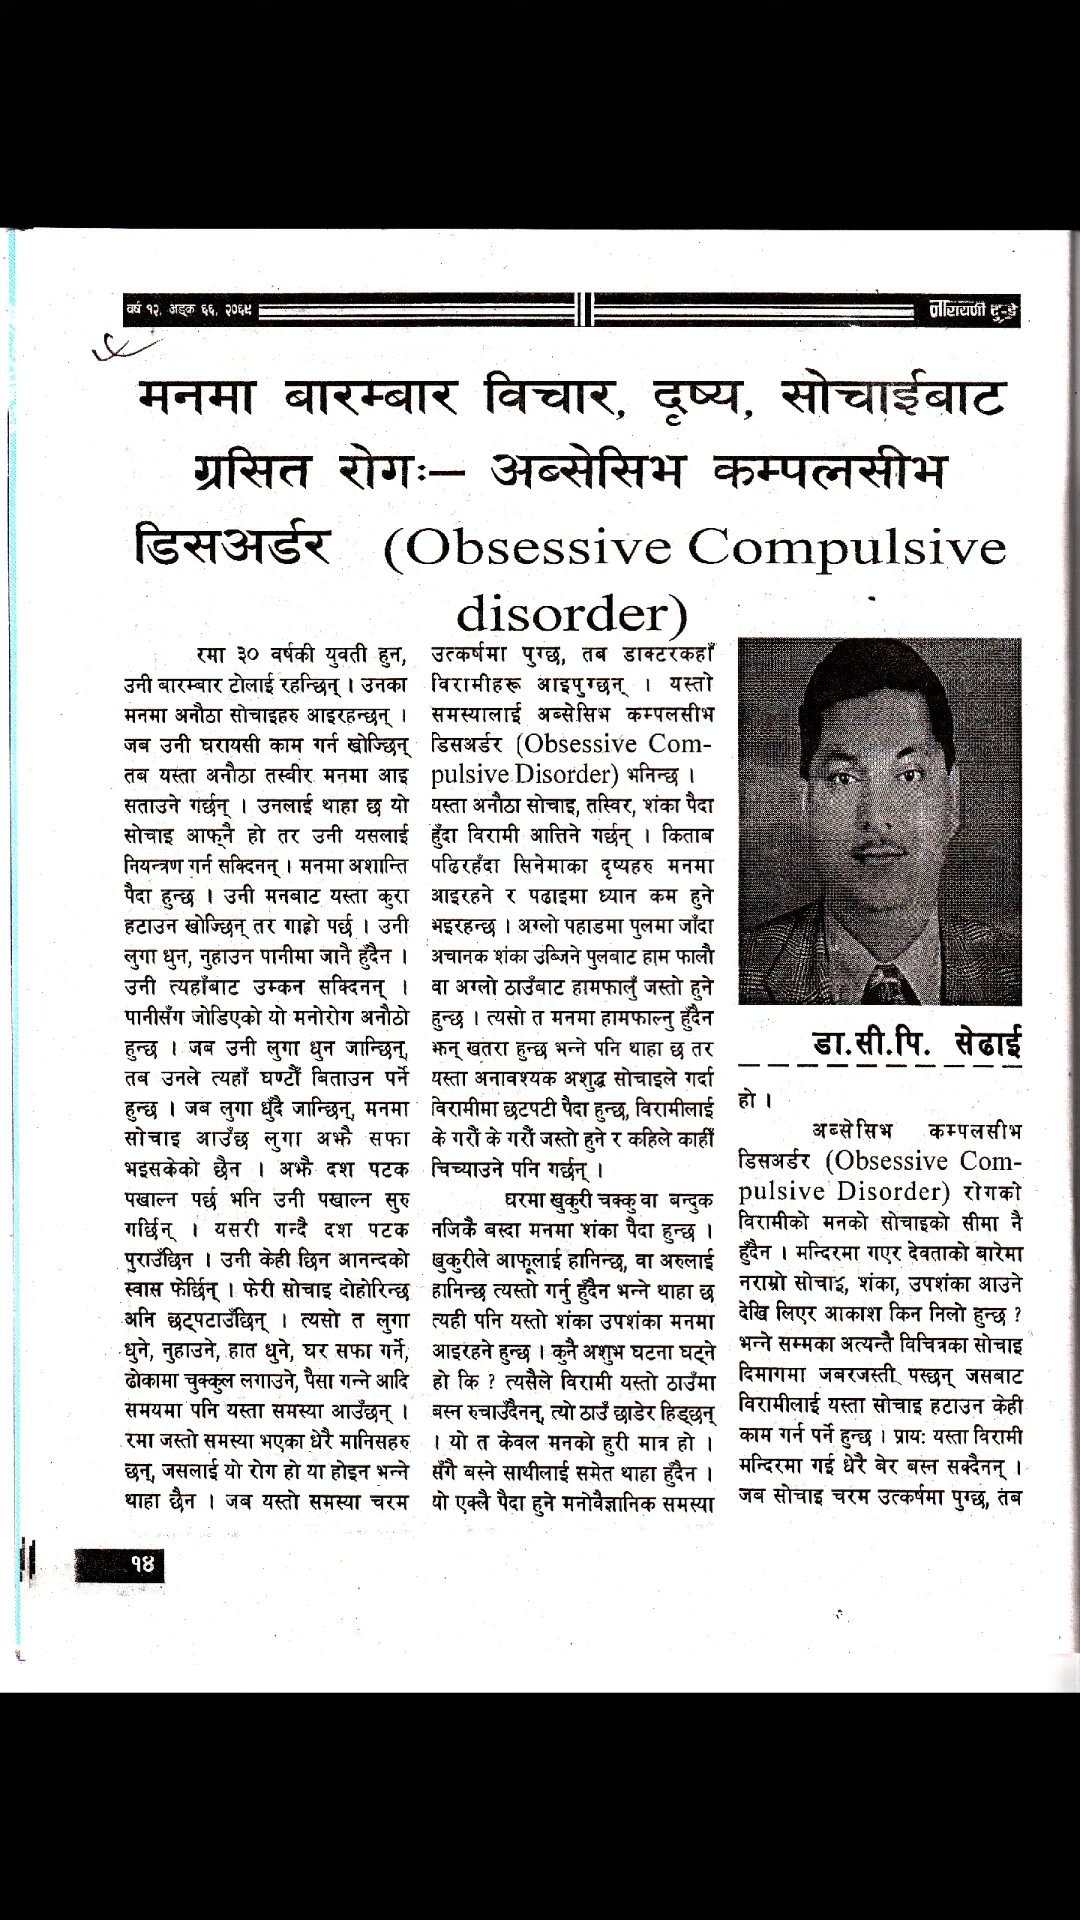 वर्ष १२, अङ्क ६६, २०६५
नारायणी टुडे
मनमा बारम्बार विचार, दृष्य, सोचाईबाट
ग्रसित रोगः– अब्सेसिभ कम्पलसीभ
डिसअर्डर (Obsessive Compulsive
disorder)
रमा ३० वर्षकी युवती हुन,
उनी बारम्बार टोलाई रहन्छिन् । उनका
मनमा अनौठा सोचाइहरु आइरहन्छन् ।
जब उनी घरायसी काम गर्न खोज्छिन्
तब यस्ता अनौठा तस्वीर मनमा आइ
सताउने गर्छन् । उनलाई थाहा छ यो
सोचाइ आफ्नै हो तर उनी यसलाई
नियन्त्रण गर्न सक्दिनन् । मनमा अशान्ति
पैदा हुन्छ । उनी मनबाट यस्ता कुरा
हटाउन खोज्छिन् तर गाह्रो पर्छ । उनी
लुगा धुन, नुहाउन पानीमा जानै हुँदैन ।
उनी त्यहाँबाट उम्कन सक्दिनन् ।
पानीसँग जोडिएको यो मनोरोग अनौठो
हुन्छ । जब उनी लुगा धुन जान्छिन्,
तब उनले त्यहाँ घण्टौं बिताउन पर्ने
हुन्छ । जब लुगा धुँदै जान्छिन्, मनमा
सोचाइ आउँछ लुगा अझै सफा
भइसकेको छैन । अझै दश पटक
पखाल्न पर्छ भनि उनी पखाल्न सुरु
गर्छिन् । यसरी गन्दै दश पटक
पुराउँछिन् । उनी केही छिन आनन्दको
स्वास फेर्छिन् । फेरी सोचाइ दोहोरिन्छ
अनि छट्पटाउँछिन् । त्यसो त लुगा
धुने, नुहाउने, हात धुने, घर सफा गर्ने,
ढोकामा चुक्कुल लगाउने, पैसा गन्ने आदि
समयमा पनि यस्ता समस्या आउँछन् ।
रमा जस्तो समस्या भएका धेरै मानिसहरु
छन्, जसलाई यो रोग हो या होइन भन्ने
थाहा छैन । जब यस्तो समस्या चरम
उत्कर्षमा पुग्छ, तब डाक्टरकहाँ
विरामीहरू आइपुग्छन् । यस्तो
समस्यालाई अब्सेसिभ कम्पलसीभ
डिसअर्डर (Obsessive Com-
pulsive Disorder) भनिन्छ ।
यस्ता अनौठा सोचाइ, तस्विर, शंका पैदा
हुँदा विरामी आत्तिने गर्छन् । किताब
पढिरहँदा सिनेमाका दृष्यहरु मनमा
आइरहने र पढाइमा ध्यान कम हुने
भइरहन्छ । अग्लो पहाडमा पुलमा जाँदा
अचानक शंका उब्जिने पुलबाट हाम फालौ
वा अग्लो ठाउँबाट हामफालुँ जस्तो हुने
हुन्छ । त्यसो त मनमा हामफाल्नु हुँदैन
झन् खतरा हुन्छ भन्ने पनि थाहा छ तर
यस्ता अनावश्यक अशुद्ध सोचाइले गर्दा
विरामीमा छटपटी पैदा हुन्छ, विरामीलाई
के गरौं के गरौं जस्तो हुने र कहिले काहीँ
चिच्याउने पनि गर्छन् ।
घरमा खुकुरी चक्कु वा बन्दुक
नजिकै बस्दा मनमा शंका पैदा हुन्छ ।
खुकुरीले आफूलाई हानिन्छ, वा अरुलाई
हानिन्छ त्यस्तो गर्नु हुँदैन भन्ने थाहा छ
त्यही पनि यस्तो शंका उपशंका मनमा
आइरहने हुन्छ । कुनै अशुभ घटना घट्ने
हो कि ? त्यसैले विरामी यस्तो ठाउँमा
बस्न रुचाउँदैनन्, त्यो ठाउँ छाडेर हिड्छन्
। यो त केवल मनको हुरी मात्र हो ।
सँगै बस्ने साथीलाई समेत थाहा हुँदैन ।
यो एक्लै पैदा हुने मनोवैज्ञानिक समस्या
डा.सी.पि. सेढाई
हो ।
अब्सेसिभ कम्पलसीभ
डिसअर्डर (Obsessive Com-
pulsive Disorder) रोगको
विरामीको मनको सोचाइको सीमा नै
हुँदैन । मन्दिरमा गएर देवताको बारेमा
नराम्रो सोचाइ, शंका, उपशंका आउने
देखि लिएर आकाश किन निलो हुन्छ ?
भन्ने सम्मका अत्यन्तै विचित्रका सोचाइ
दिमागमा जबरजस्ती पस्छन् जसबाट
विरामीलाई यस्ता सोचाइ हटाउन केही
काम गर्न पर्ने हुन्छ । प्रायः यस्ता विरामी
मन्दिरमा गई धेरै बेर बस्न सक्दैनन् ।
जब सोचाइ चरम उत्कर्षमा पुग्छ, तब
१४